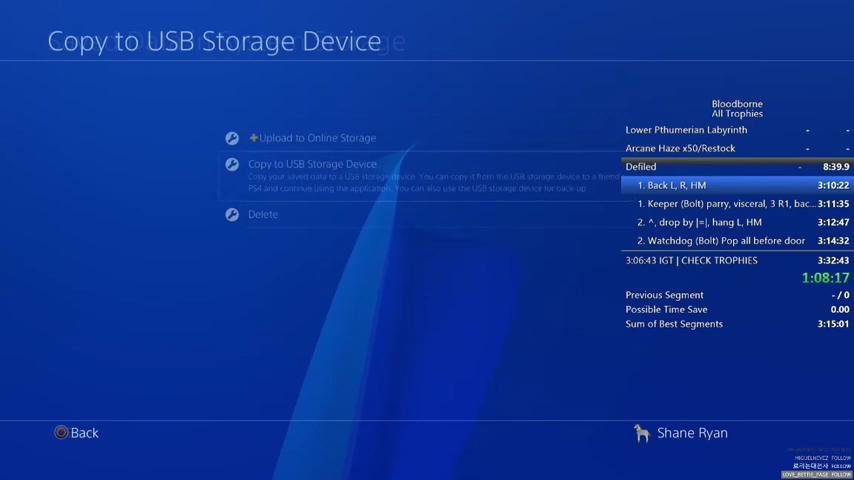 Copy to USB Storage Device
Bloodborne
All Trophies
+Upload to Online Storage
Lower Pthumerian Labyrinth - -
Arcane Haze x50/Restock - -
Copy to USB Storage Device
Defiled - 8:39.9
Copy your saved data to a USB storage device. You can copy it from the USB storage device to a friend
PS4 and continue using the application. You can also use the USB storage device for back-up.
1. Back L, R, HM 3:10:22
1. Keeper (Bolt) parry, visceral, 3 R1, bac... 3:11:35
Delete
2. ^, drop by |=|, hang L, HM 3:12:47
2. Watchdog (Bolt) Pop all before door 3:14:32
3:06:43 IGT | CHECK TROPHIES 3:32:43
1:08:17
Previous Segment - / 0
Possible Time Save 0.00
Sum of Best Segments 3:15:01
Back
Shane Ryan
FOLLOW
LOVE_BETTIE_PAGE FOLLOW